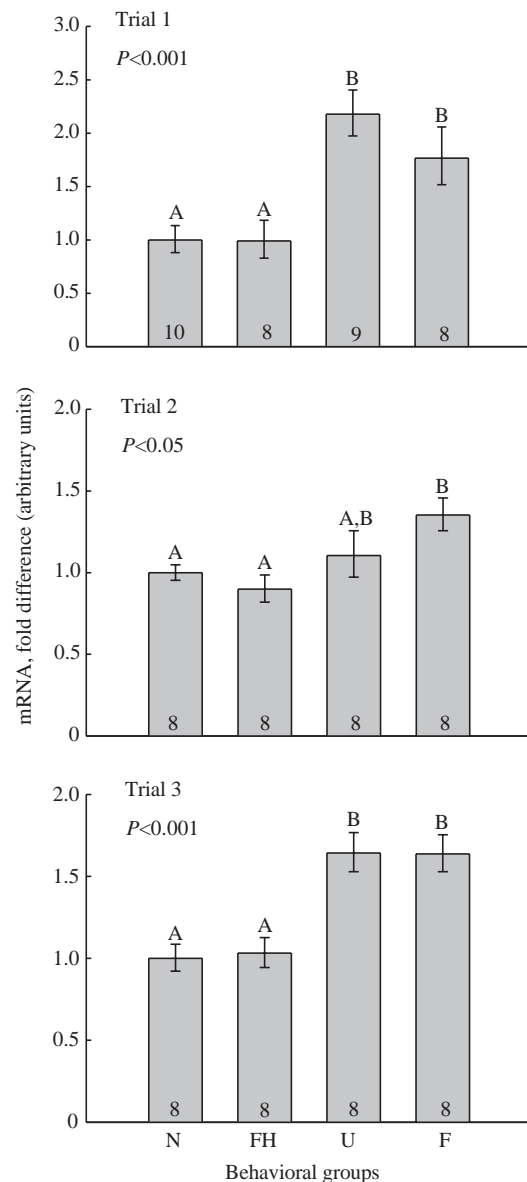 mRNA, fold difference (arbitrary units)
Trial 1
P<0.001
3.0
2.5
2.0
1.5
1.0
0.5
0
A
A
B
B
10
8
9
8
Trial 2
P<0.05
2.0
1.5
1.0
0.5
0
A
A
A,B
B
8
8
8
8
Trial 3
P<0.001
2.0
1.5
1.0
0.5
0
A
A
B
B
8
8
8
8
N FH U F
Behavioral groups